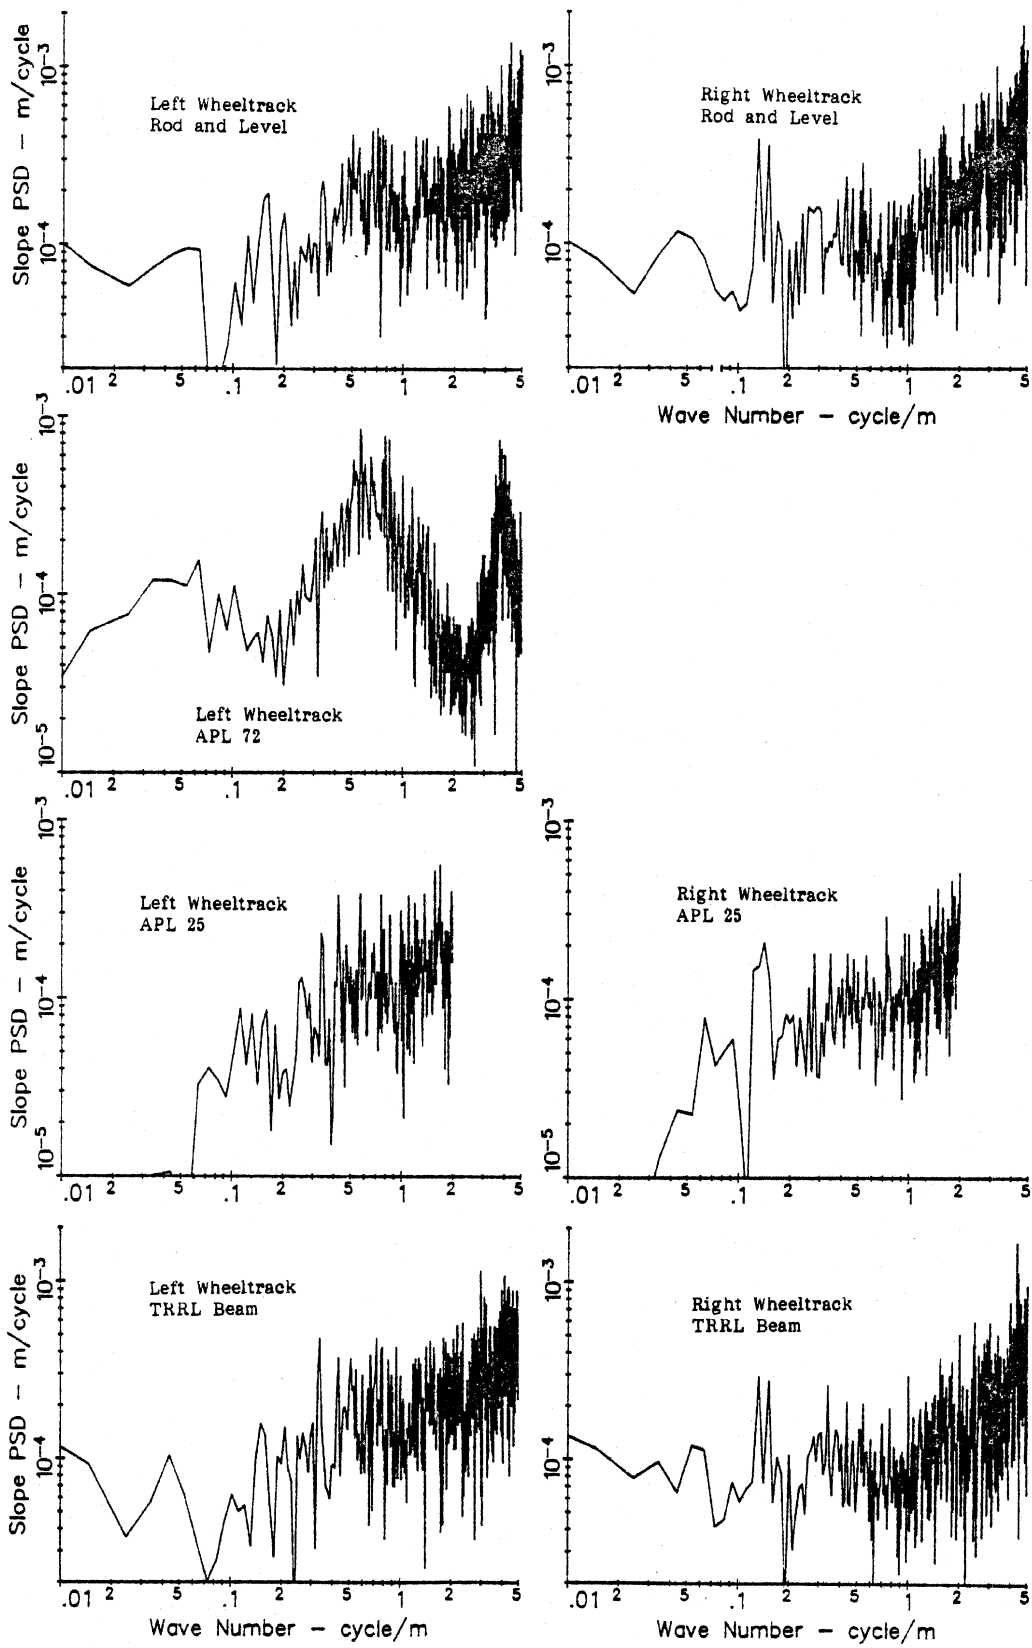 Slope PSD – m/cycle
10⁻³
10⁻⁴
Left Wheeltrack
Rod and Level
.01 2 5 .1 2 5 1 2 5
10⁻³
10⁻⁴
Right Wheeltrack
Rod and Level
.01 2 5 .1 2 5 1 2 5
Wave Number – cycle/m
Slope PSD – m/cycle
10⁻³
10⁻⁴
10⁻⁵
Left Wheeltrack
APL 72
.01 2 5 .1 2 5 1 2 5
Slope PSD – m/cycle
10⁻³
10⁻⁴
10⁻⁵
Left Wheeltrack
APL 25
.01 2 5 .1 2 5 1 2 5
10⁻³
10⁻⁴
10⁻⁵
Right Wheeltrack
APL 25
.01 2 5 .1 2 5 1 2 5
Slope PSD – m/cycle
10⁻³
10⁻⁴
Left Wheeltrack
TRRL Beam
.01 2 5 .1 2 5 1 2 5
Wave Number – cycle/m
10⁻³
10⁻⁴
Right Wheeltrack
TRRL Beam
.01 2 5 .1 2 5 1 2 5
Wave Number – cycle/m